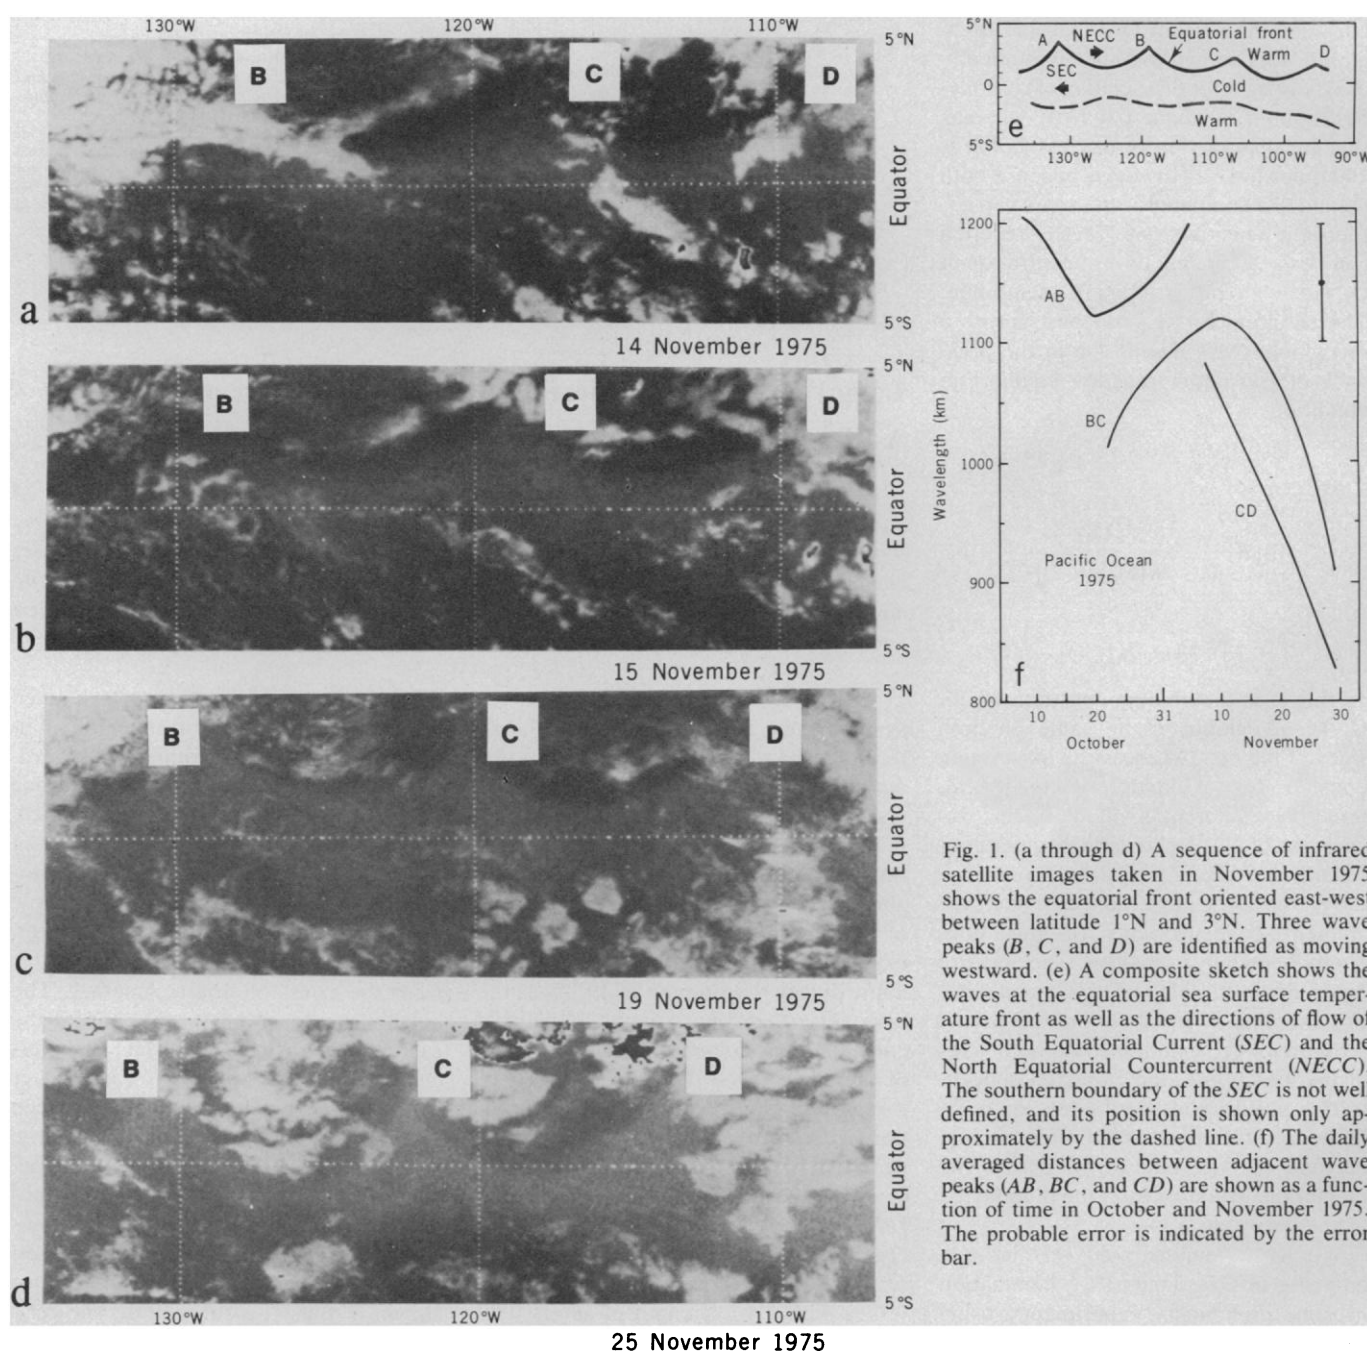 130°W 120°W 110°W
5°N
B C D
Equator
a
5°S
14 November 1975
5°N
B C D
Equator
b
5°S
15 November 1975
5°N
B C D
Equator
c
5°S
19 November 1975
5°N
B C D
Equator
d
5°S
130°W 120°W 110°W
25 November 1975
5°N
A NECC B Equatorial front
C Warm D
SEC
0 Cold
e Warm
5°S
130°W 120°W 110°W 100°W 90°W
1200
AB
1100
BC
Wavelength (km)
1000
CD
900
Pacific Ocean
1975
f
800
10 20 31 10 20 30
October November
Fig. 1. (a through d) A sequence of infrared
satellite images taken in November 1975
shows the equatorial front oriented east-west
between latitude 1°N and 3°N. Three wave
peaks (B, C, and D) are identified as moving
westward. (e) A composite sketch shows the
waves at the equatorial sea surface temper-
ature front as well as the directions of flow of
the South Equatorial Current (SEC) and the
North Equatorial Countercurrent (NECC).
The southern boundary of the SEC is not well
defined, and its position is shown only ap-
proximately by the dashed line. (f) The daily
averaged distances between adjacent wave
peaks (AB, BC, and CD) are shown as a func-
tion of time in October and November 1975.
The probable error is indicated by the error
bar.